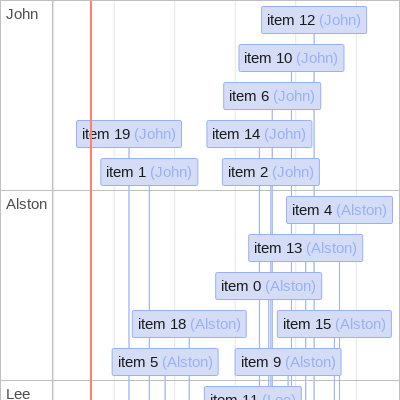 John
item 12 (John)
item 10 (John)
item 6 (John)
item 19 (John)
item 14 (John)
item 1 (John)
item 2 (John)
Alston
item 4 (Alston)
item 13 (Alston)
item 0 (Alston)
item 18 (Alston)
item 15 (Alston)
item 5 (Alston)
item 9 (Alston)
Lee
item 11 (Lee)